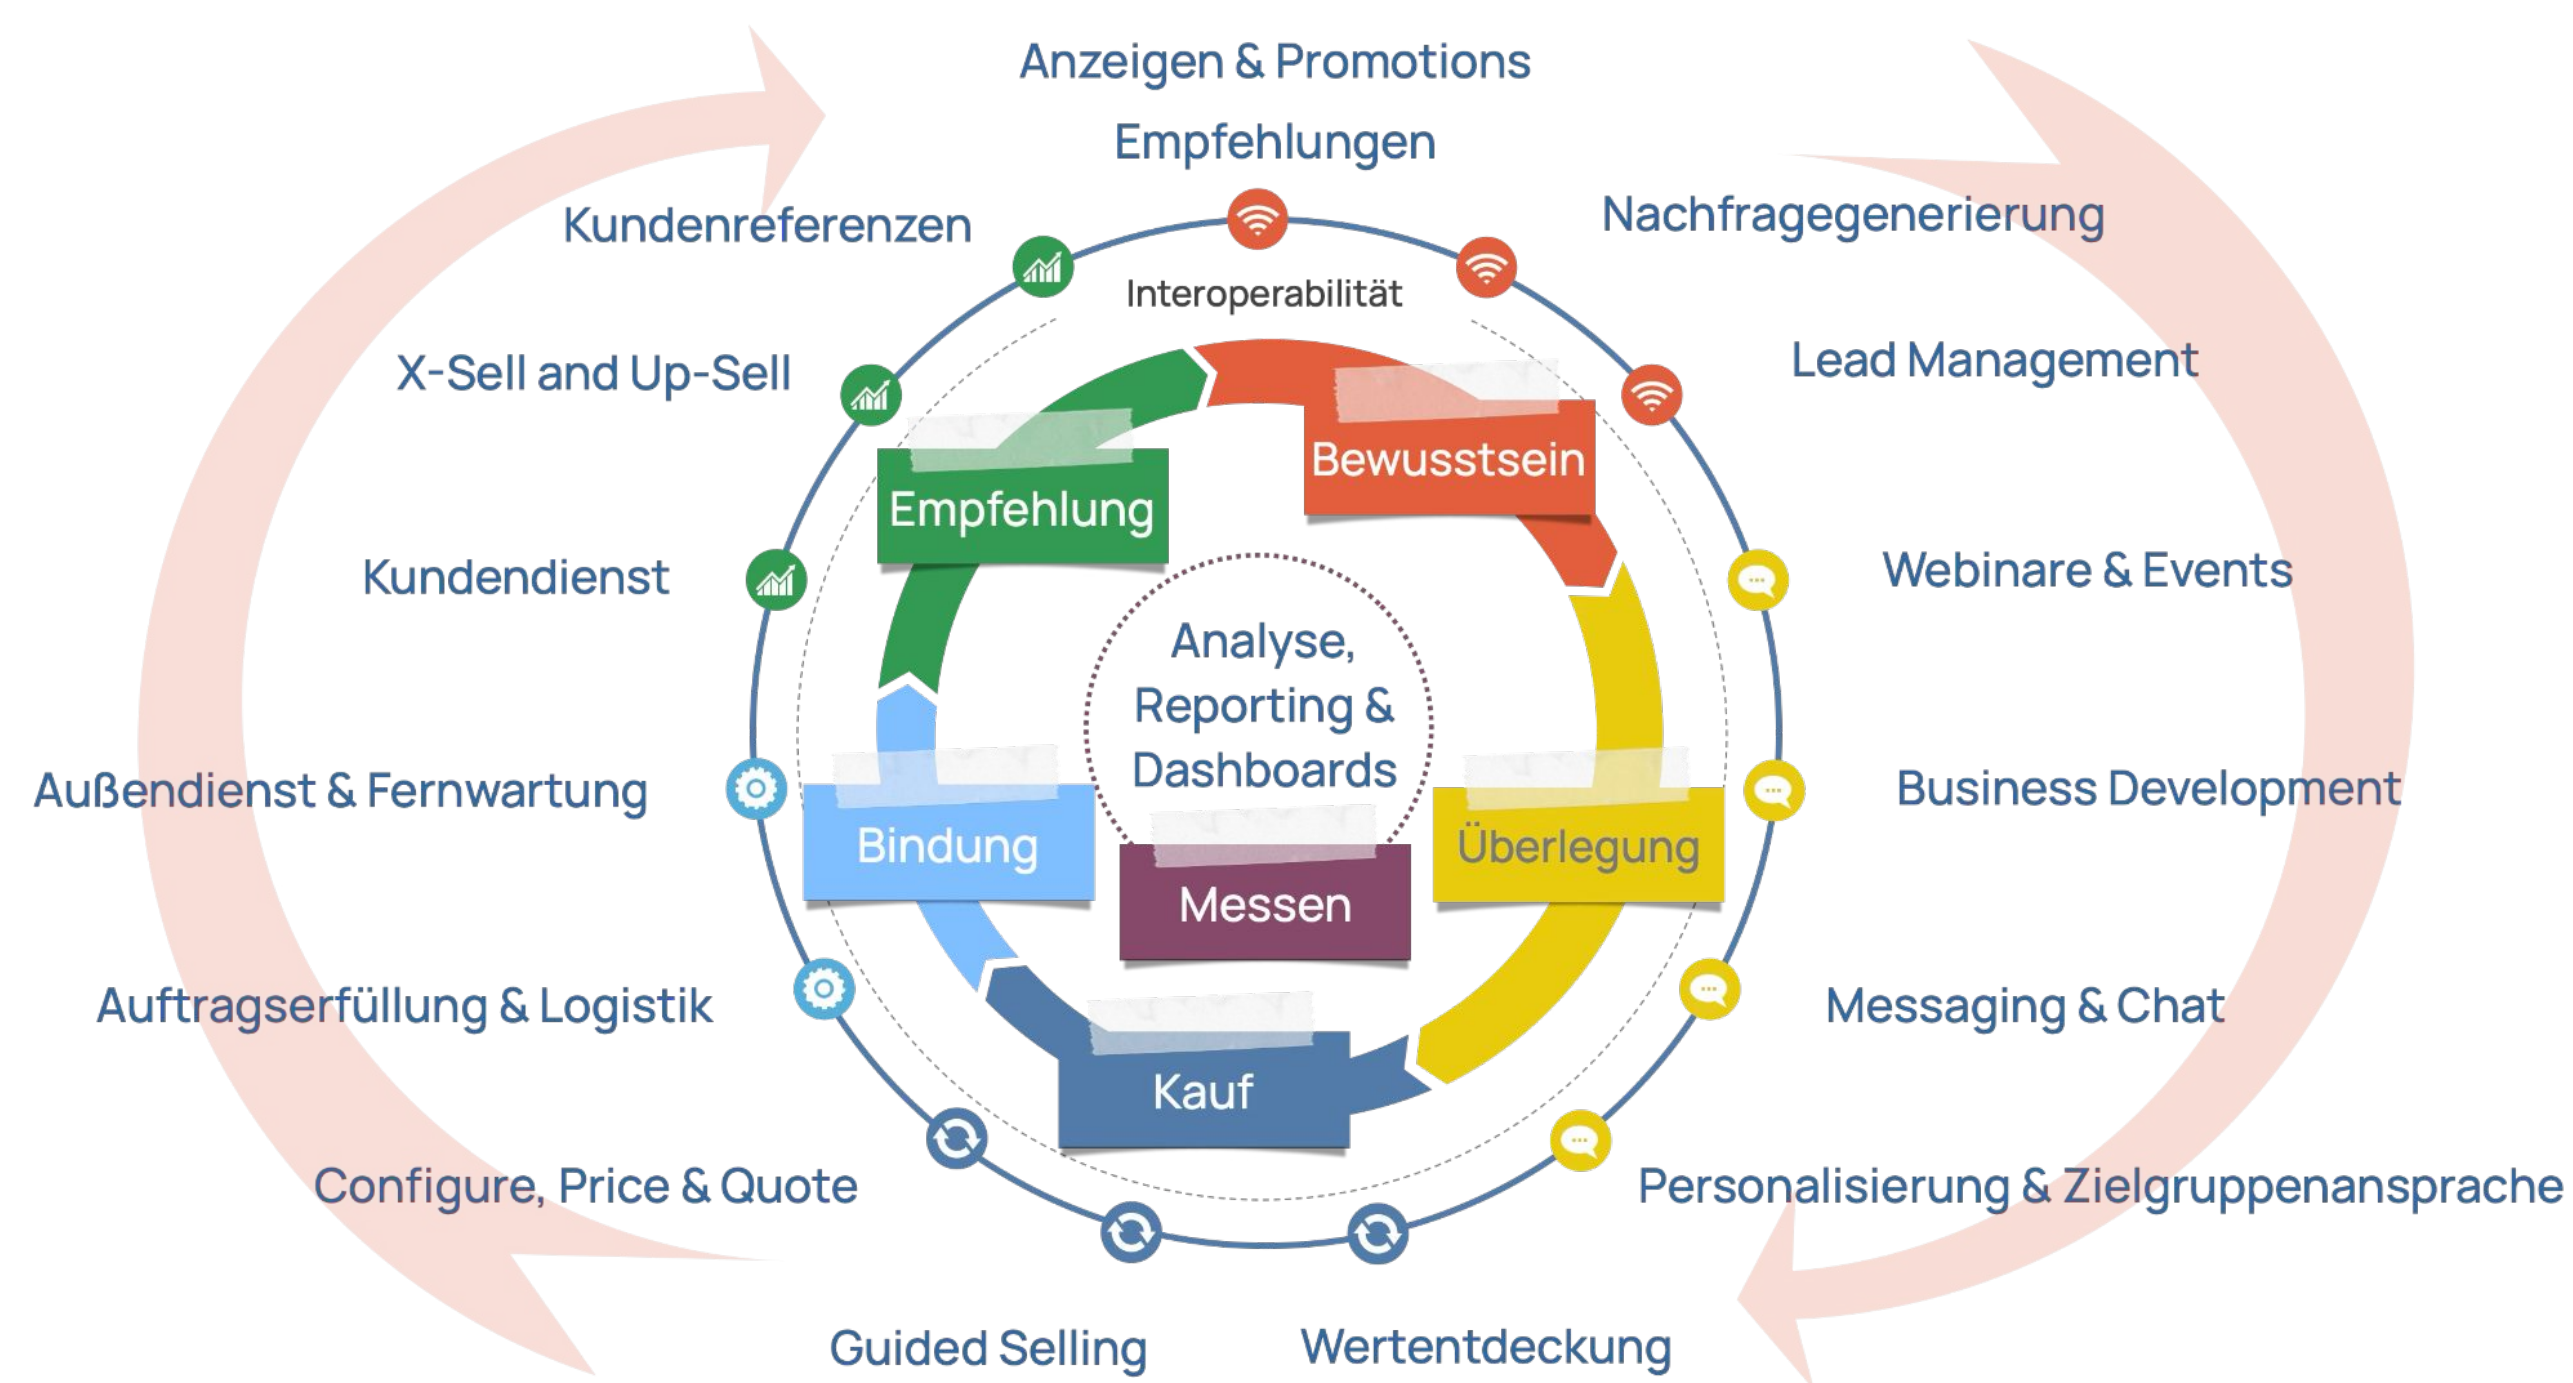 Anzeigen & Promotions
Empfehlungen
Kundenreferenzen
Nachfragegenerierung
Interoperabilität
X-Sell and Up-Sell
Lead Management
Bewusstsein
Empfehlung
Kundendienst
Webinare & Events
Analyse,
Reporting &
Dashboards
Außendienst & Fernwartung
Business Development
Bindung
Überlegung
Messen
Auftragserfüllung & Logistik
Messaging & Chat
Kauf
Configure, Price & Quote
Personalisierung & Zielgruppenansprache
Guided Selling
Wertentdeckung